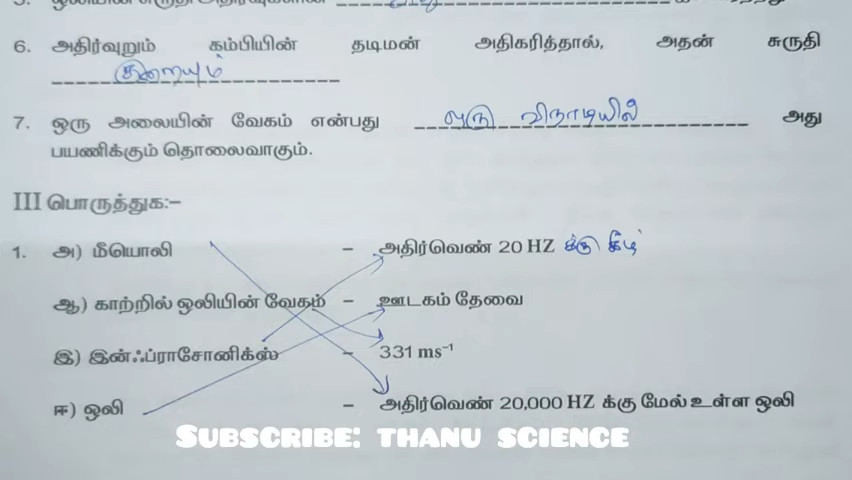 6. அதிர்வுறும் கம்பியின் தடிமன் அதிகரித்தால், அதன் சுருதி
குறையும்
7. ஒரு அலையின் வேகம் என்பது ஒரு விநாடியில் அது
பயணிக்கும் தொலைவாகும்.
III பொருத்துக:–
1. அ) மீயொலி – அதிர்வெண் 20 HZ க்கு கீழ்
ஆ) காற்றில் ஒலியின் வேகம் – ஊடகம் தேவை
இ) இன்ஃப்ராசோனிக்ஸ் – 331 ms⁻¹
ஈ) ஒலி – அதிர்வெண் 20,000 HZ க்கு மேல் உள்ள ஒலி
SUBSCRIBE: THANU SCIENCE